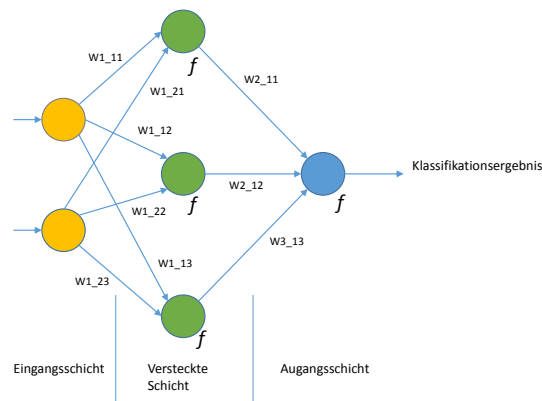 W1_11
f
W1_21
W2_11
W1_12
Klassifikationsergebnis
W2_12
f
f
W1_22
W3_13
W1_13
W1_23
f
Eingangsschicht
Versteckte
Schicht
Augangsschicht